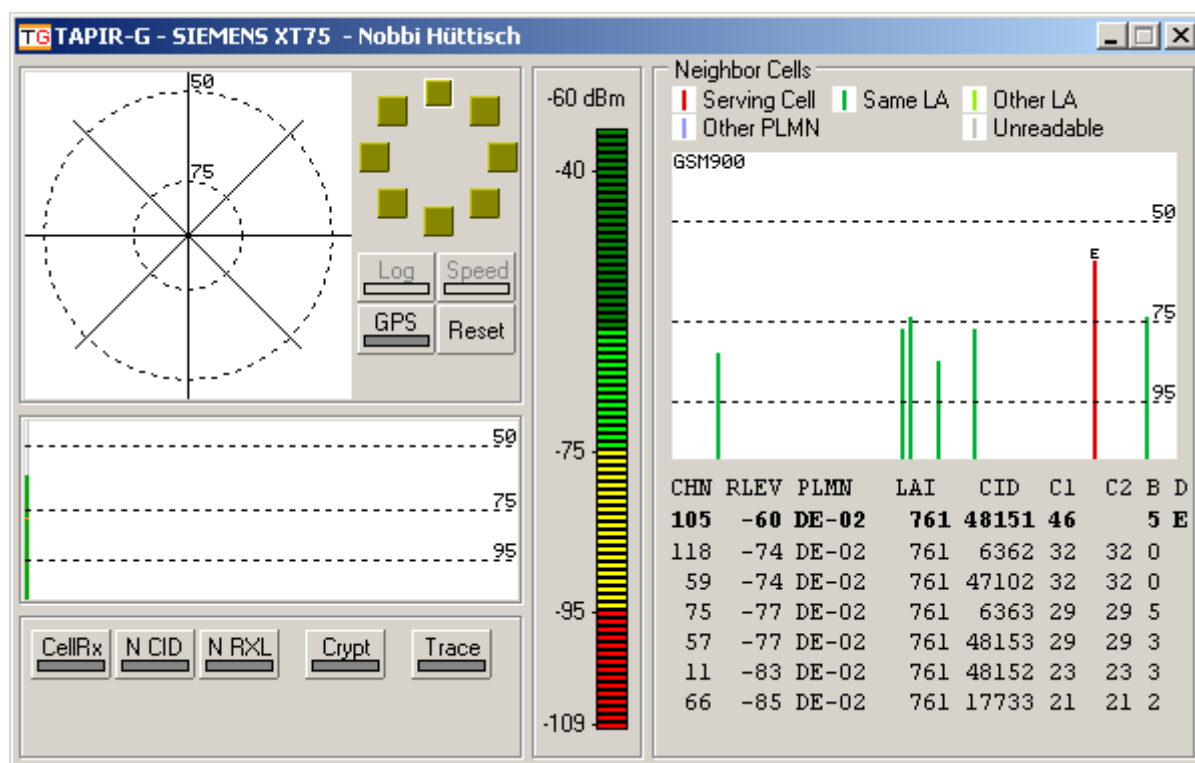 TG TAPIR-G - SIEMENS XT75 - Nobbi Hüttisch
50
75
Log Speed
GPS Reset
50
75
95
CellRx N CID N RXL Crypt Trace
-60 dBm
-40
-75
-95
-109
Neighbor Cells
Serving Cell Same LA Other LA
Other PLMN Unreadable
GSM900
50
E
75
95
CHN RLEV PLMN LAI CID C1 C2 B D
105 -60 DE-02 761 48151 46 5 E
118 -74 DE-02 761 6362 32 32 0
59 -74 DE-02 761 47102 32 32 0
75 -77 DE-02 761 6363 29 29 5
57 -77 DE-02 761 48153 29 29 3
11 -83 DE-02 761 48152 23 23 3
66 -85 DE-02 761 17733 21 21 2